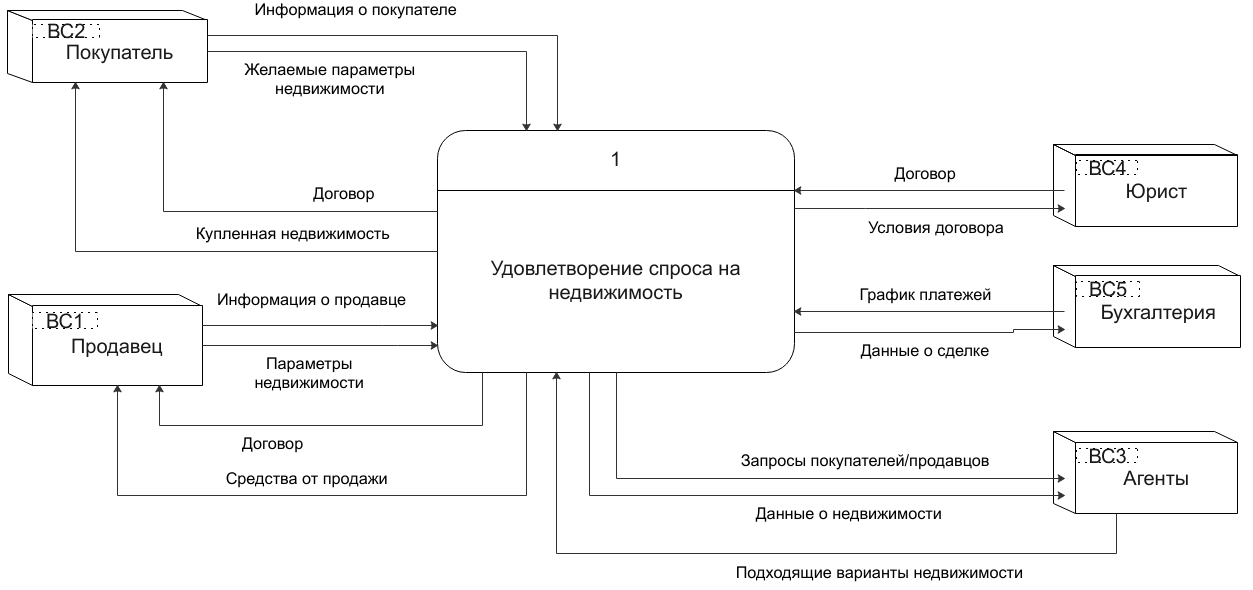 Информация о покупателе
ВС2
Покупатель
Желаемые параметры
недвижимости
1
Договор
Купленная недвижимость
Удовлетворение спроса на
недвижимость
Договор
ВС4
Юрист
Условия договора
График платежей
ВС5
Бухгалтерия
Данные о сделке
Информация о продавце
ВС1
Продавец
Параметры
недвижимости
Договор
Средства от продажи
Запросы покупателей/продавцов
ВС3
Агенты
Данные о недвижимости
Подходящие варианты недвижимости